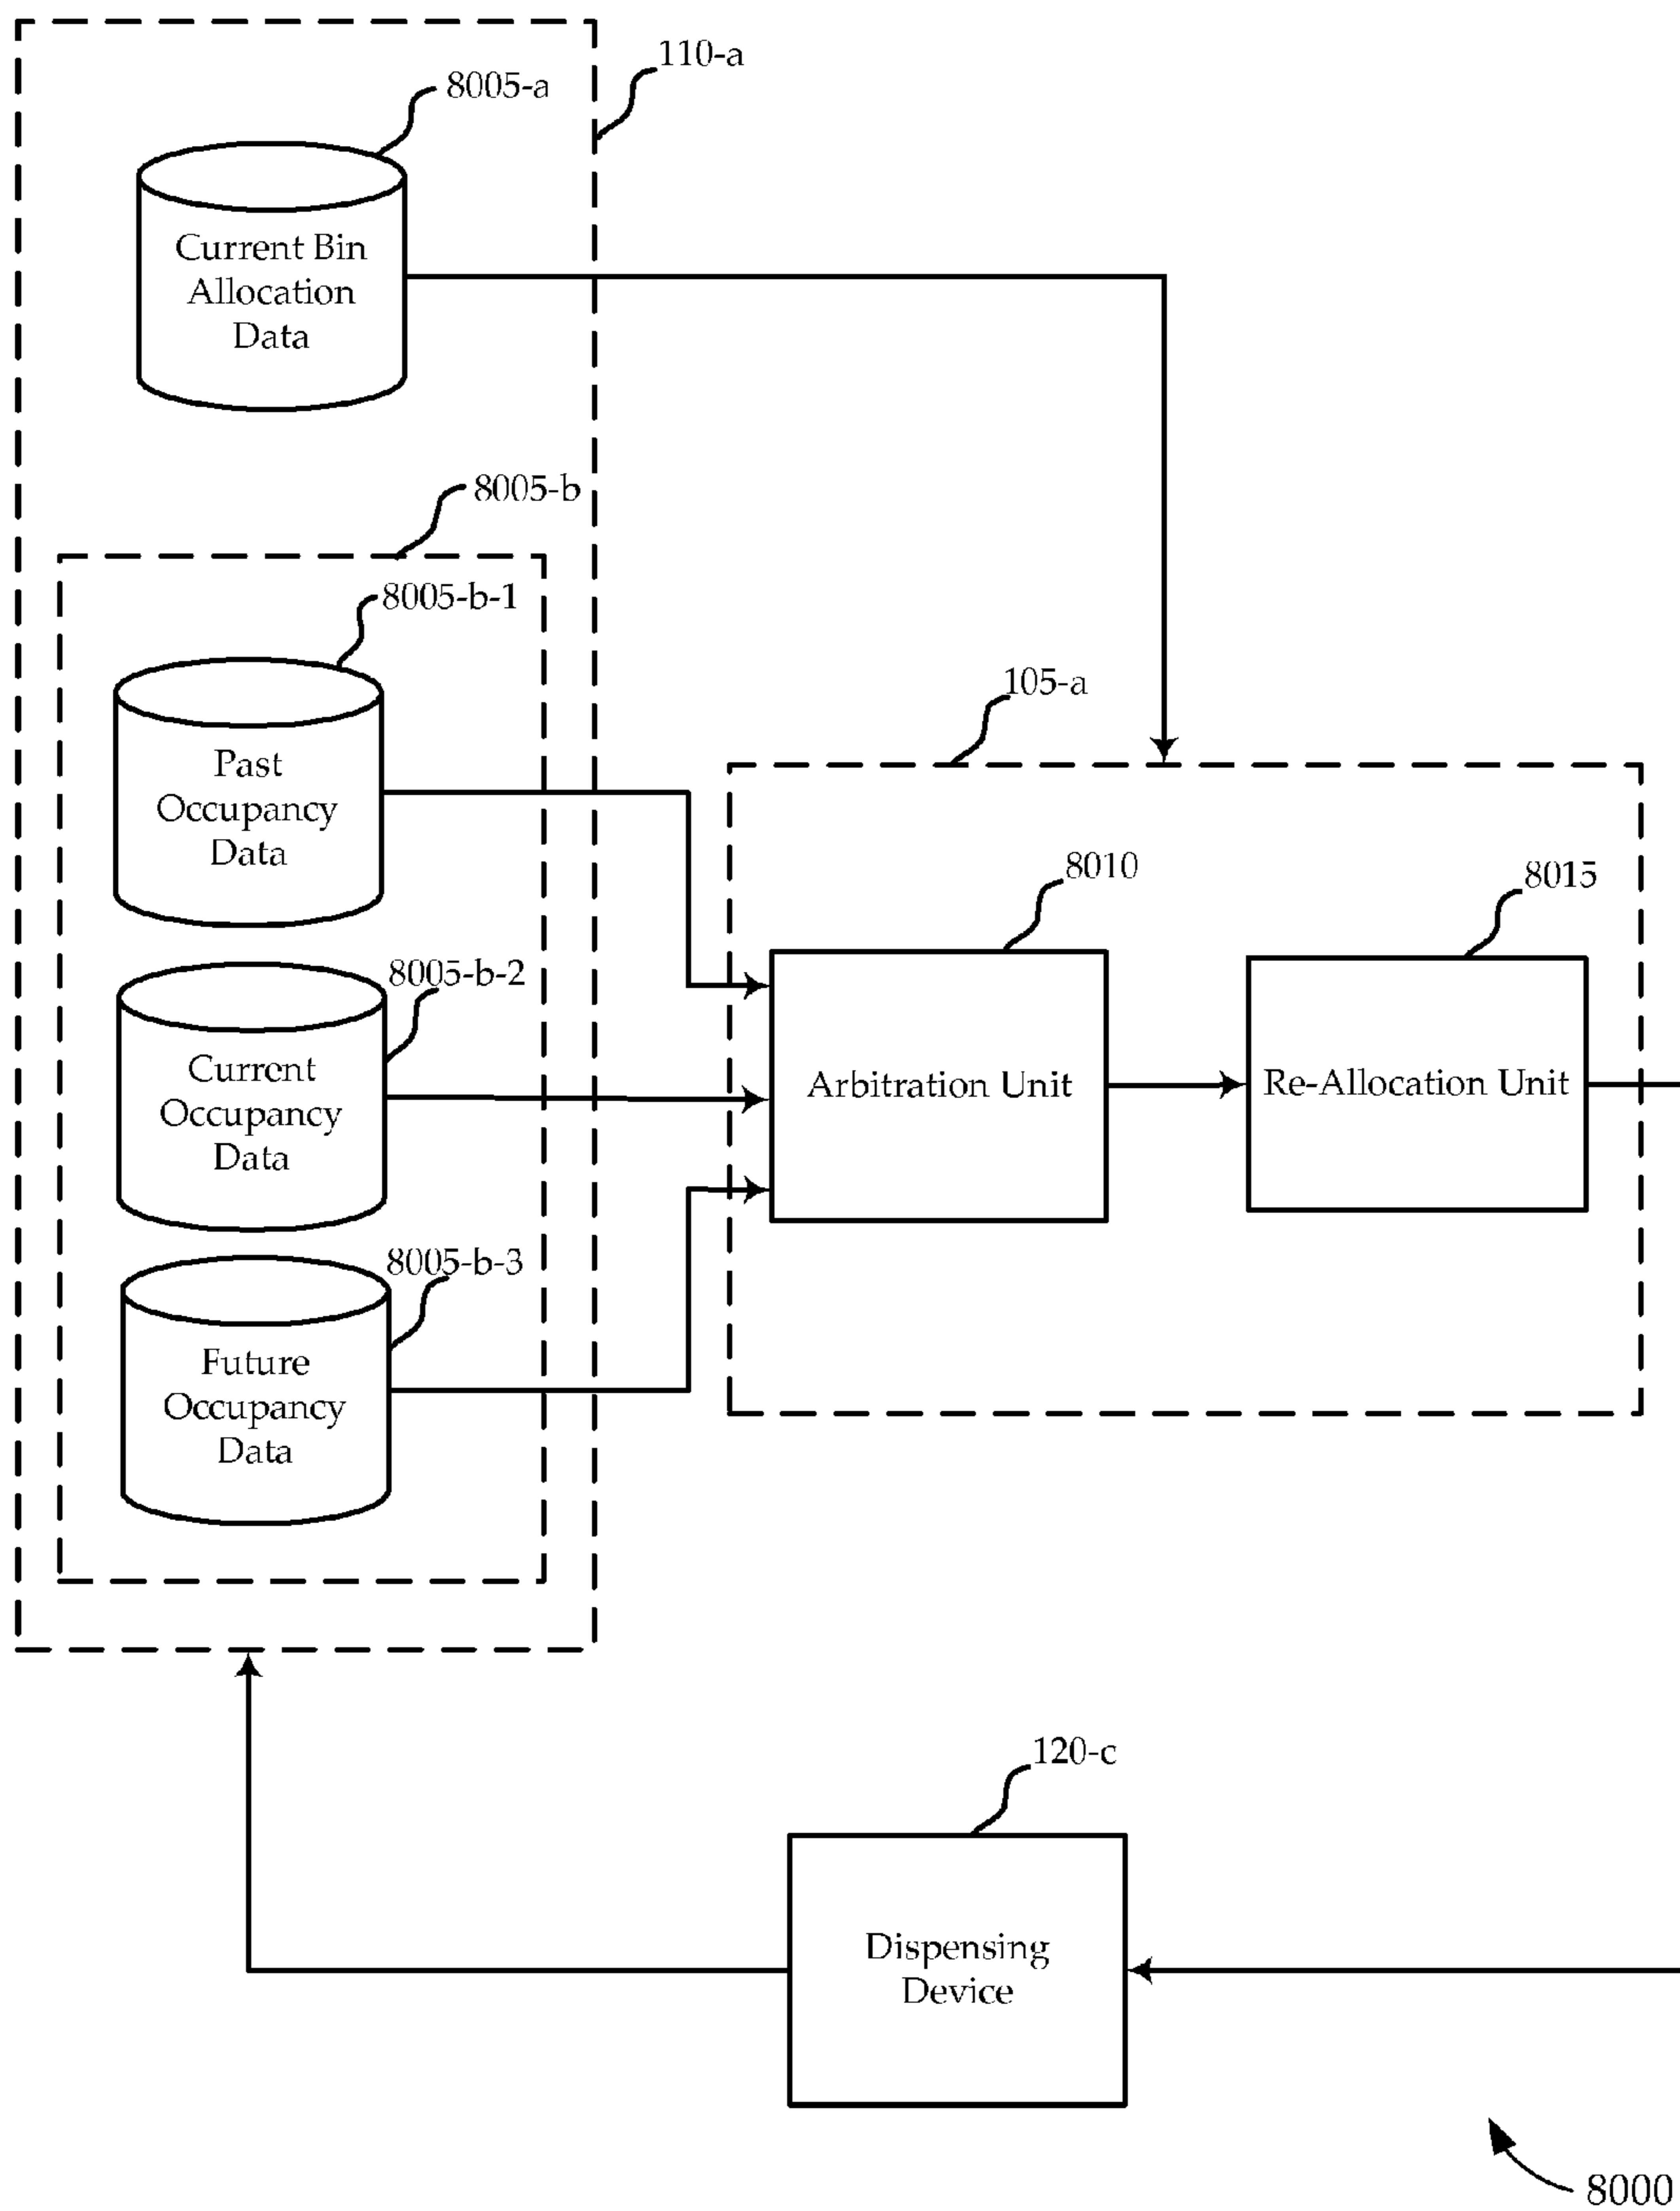 110-a
8005-a
Current Bin
Allocation
Data
8005-b
8005-b-1
Past
Occupancy
Data
105-a
8010
8015
8005-b-2
Current
Occupancy
Data
Arbitration Unit
Re-Allocation Unit
8005-b-3
Future
Occupancy
Data
120-c
Dispensing
Device
8000